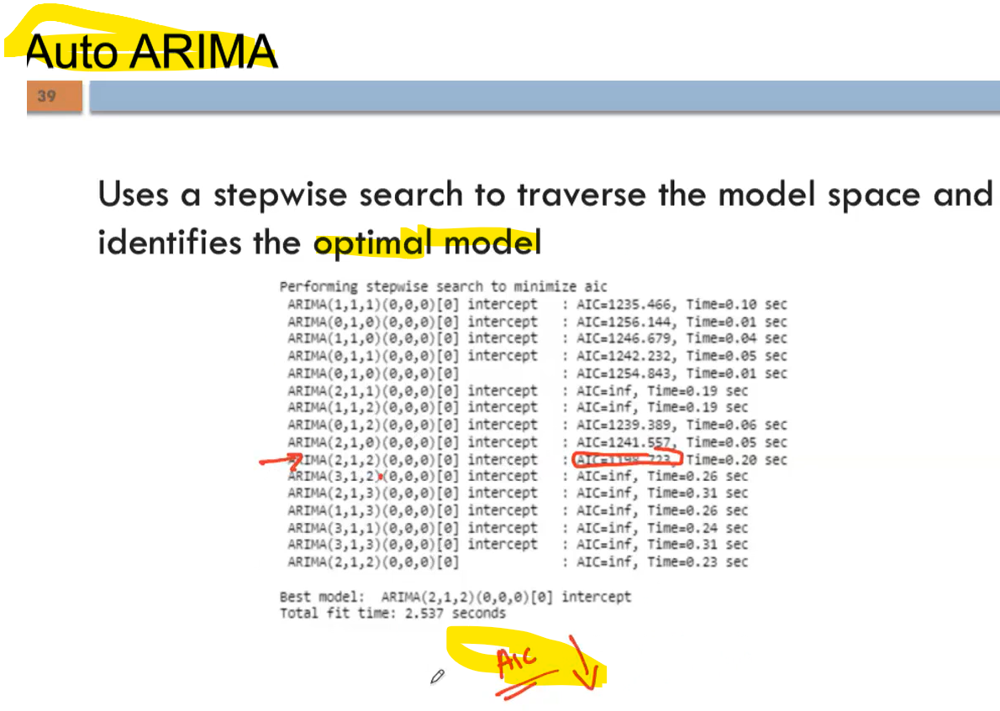 Auto ARIMA
39
Uses a stepwise search to traverse the model space and
identifies the optimal model
Performing stepwise search to minimize aic
ARIMA(1,1,1)(0,0,0)[0] intercept : AIC=1235.466, Time=0.10 sec
ARIMA(0,1,0)(0,0,0)[0] intercept : AIC=1256.144, Time=0.01 sec
ARIMA(1,1,0)(0,0,0)[0] intercept : AIC=1246.679, Time=0.04 sec
ARIMA(0,1,1)(0,0,0)[0] intercept : AIC=1242.232, Time=0.05 sec
ARIMA(0,1,0)(0,0,0)[0] : AIC=1254.843, Time=0.01 sec
ARIMA(2,1,1)(0,0,0)[0] intercept : AIC=inf, Time=0.19 sec
ARIMA(1,1,2)(0,0,0)[0] intercept : AIC=inf, Time=0.19 sec
ARIMA(0,1,2)(0,0,0)[0] intercept : AIC=1239.389, Time=0.06 sec
ARIMA(2,1,0)(0,0,0)[0] intercept : AIC=1241.557, Time=0.05 sec
ARIMA(2,1,2)(0,0,0)[0] intercept : AIC=1198.723, Time=0.20 sec
ARIMA(3,1,2)(0,0,0)[0] intercept : AIC=inf, Time=0.26 sec
ARIMA(2,1,3)(0,0,0)[0] intercept : AIC=inf, Time=0.31 sec
ARIMA(1,1,3)(0,0,0)[0] intercept : AIC=inf, Time=0.26 sec
ARIMA(3,1,1)(0,0,0)[0] intercept : AIC=inf, Time=0.24 sec
ARIMA(3,1,3)(0,0,0)[0] intercept : AIC=inf, Time=0.31 sec
ARIMA(2,1,2)(0,0,0)[0] : AIC=inf, Time=0.23 sec
Best model: ARIMA(2,1,2)(0,0,0)[0] intercept
Total fit time: 2.537 seconds
AIC